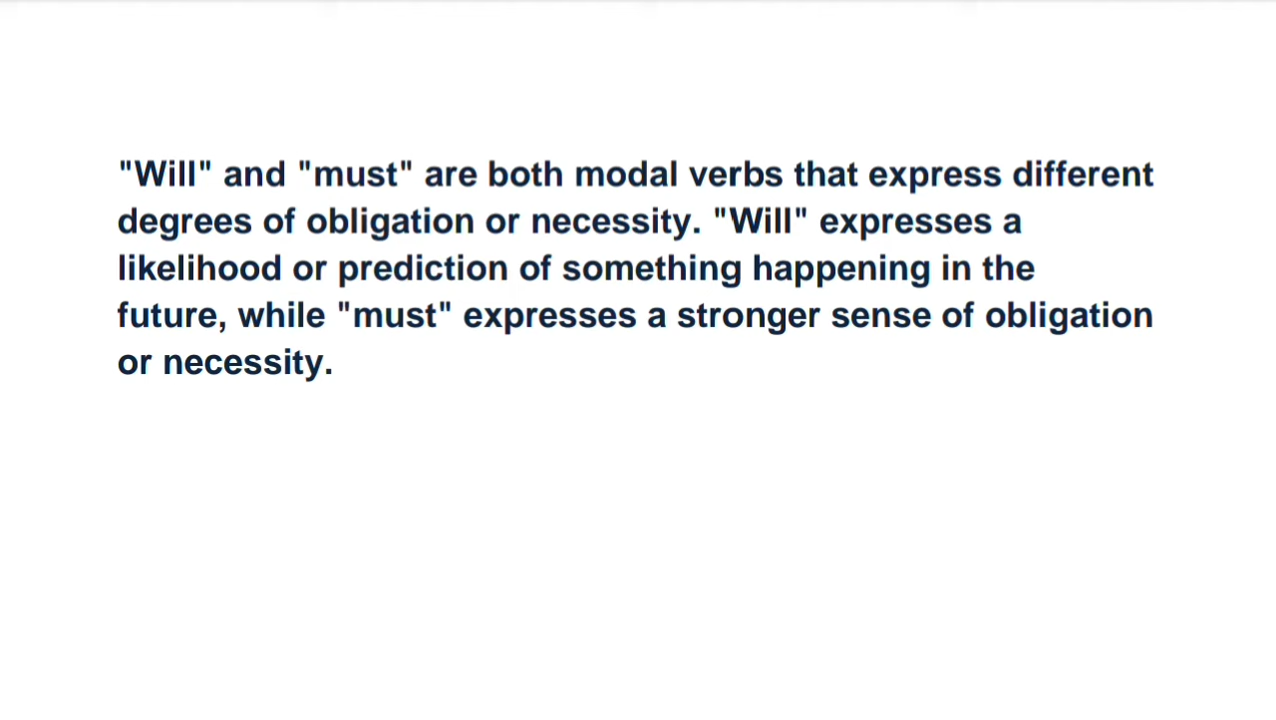 "Will" and "must" are both modal verbs that express different
degrees of obligation or necessity. "Will" expresses a
likelihood or prediction of something happening in the
future, while "must" expresses a stronger sense of obligation
or necessity.